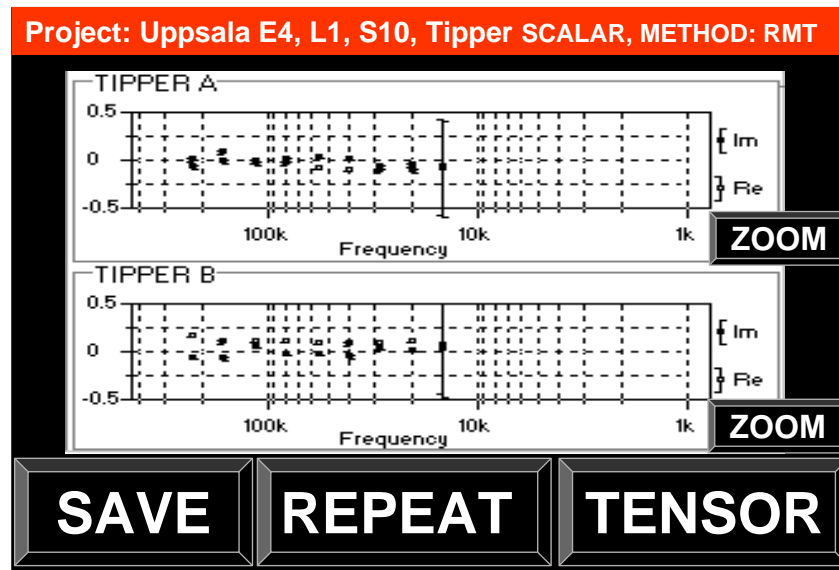 Project: Uppsala E4, L1, S10, Tipper SCALAR, METHOD: RMT
TIPPER A
0.5
0
-0.5
100k
10k
1k
Frequency
Im
Re
ZOOM
TIPPER B
0.5
0
-0.5
100k
10k
1k
Frequency
Im
Re
ZOOM
SAVE
REPEAT
TENSOR